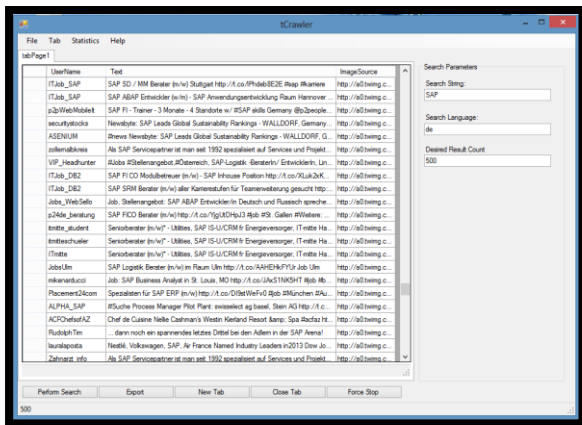 tCrawler
File Tab Statistics Help
tabPage1
UserName Text ImageSource
ITJob_SAP SAP SD / MM Berater (m/w) Stuttgart http://t.co/fPhdeb8E2E #sap #karriere http://a0.twimg.c...
ITJob_SAP SAP ABAP Entwickler (w/m) - SAP Anwendungsentwicklung Raum Hannover ... http://a0.twimg.c...
p2pWebMobileIt SAP FI - Trainer - 3 Monate - 4 Standorte w/ #SAP skills Germany @p2people... http://a0.twimg.c...
securitystocks Newsbyte: SAP Leads Global Sustainability Rankings - WALLDORF, Germany... http://a0.twimg.c...
ASENIUM #news Newsbyte: SAP Leads Global Sustainability Rankings - WALLDORF, G... http://a0.twimg.c...
zollernalbkreis Als SAP Servicepartner ist man seit 1992 spezialisiert auf Services und Projekt... http://a0.twimg.c...
VIP_Headhunter #Jobs #Stellenangebot,#Österreich, SAP-Logistik -BeraterIn/ EntwicklerIn, Lin... http://a0.twimg.c...
ITJob_DB2 SAP FI CO Modulbetreuer (m/w) - SAP Inhouse Position http://t.co/XLuk2xK... http://a0.twimg.c...
ITJob_DB2 SAP SRM Berater (m/w) aller Karrierestufen für Teamerweiterung gesucht http:... http://a0.twimg.c...
Jobs_WebSello Job, Stellenangebot: SAP ABAP Entwickler/in Deutsch und Russisch spreche... http://a0.twimg.c...
p24de_beratung SAP FICO Berater (m/w) http://t.co/YjgUtDHpJ3 #job #St. Gallen #Weitere: ... http://a0.twimg.c...
itmitte_student Seniorberater (m/w)* - Utilities, SAP IS-U/CRM fr Energieversorger, IT-mitte Ha... http://a0.twimg.c...
itmitteschueler Seniorberater (m/w)* - Utilities, SAP IS-U/CRM fr Energieversorger, IT-mitte Ha... http://a0.twimg.c...
ITmitte Seniorberater (m/w)* - Utilities, SAP IS-U/CRM fr Energieversorger, IT-mitte Ha... http://a0.twimg.c...
JobsUlm SAP Logistik Berater (m/w) im Raum Ulm http://t.co/AAHEHkFYUr Job Ulm http://a0.twimg.c...
mikenarducci Job: SAP Business Analyst in St. Louis, MO http://t.co/JAxS1NK5HT #job #b... http://a0.twimg.c...
Placement24com Spezialisten für SAP ERP (m/w) http://t.co/DI9stWeFv0 #job #München #Au... http://a0.twimg.c...
ALPHA_SAP #Suche Process Manager Pilot Plant: swisselect ag basel, Stein AG http://t.c... http://a0.twimg.c...
ACFChefsofAZ Chef de Cuisine Nellie Cashman's Westin Kierland Resort &amp; Spa #acfaz ht... http://a0.twimg.c...
RudolphTim ... dann noch ein spannendes letztes Drittel bei den Adlern in der SAP Arena! http://a0.twimg.c...
lauralaposta Nestlé, Volkswagen, SAP, Air France Named Industry Leaders in2013 Dow Jo... http://a0.twimg.c...
Zahnarzt_info Als SAP Servicepartner ist man seit 1992 spezialisiert auf Services und Projekt... http://a0.twimg.c...
Search Parameters
Search String:
SAP
Search Language:
de
Desired Result Count
500
Perform Search Export New Tab Close Tab Force Stop
500